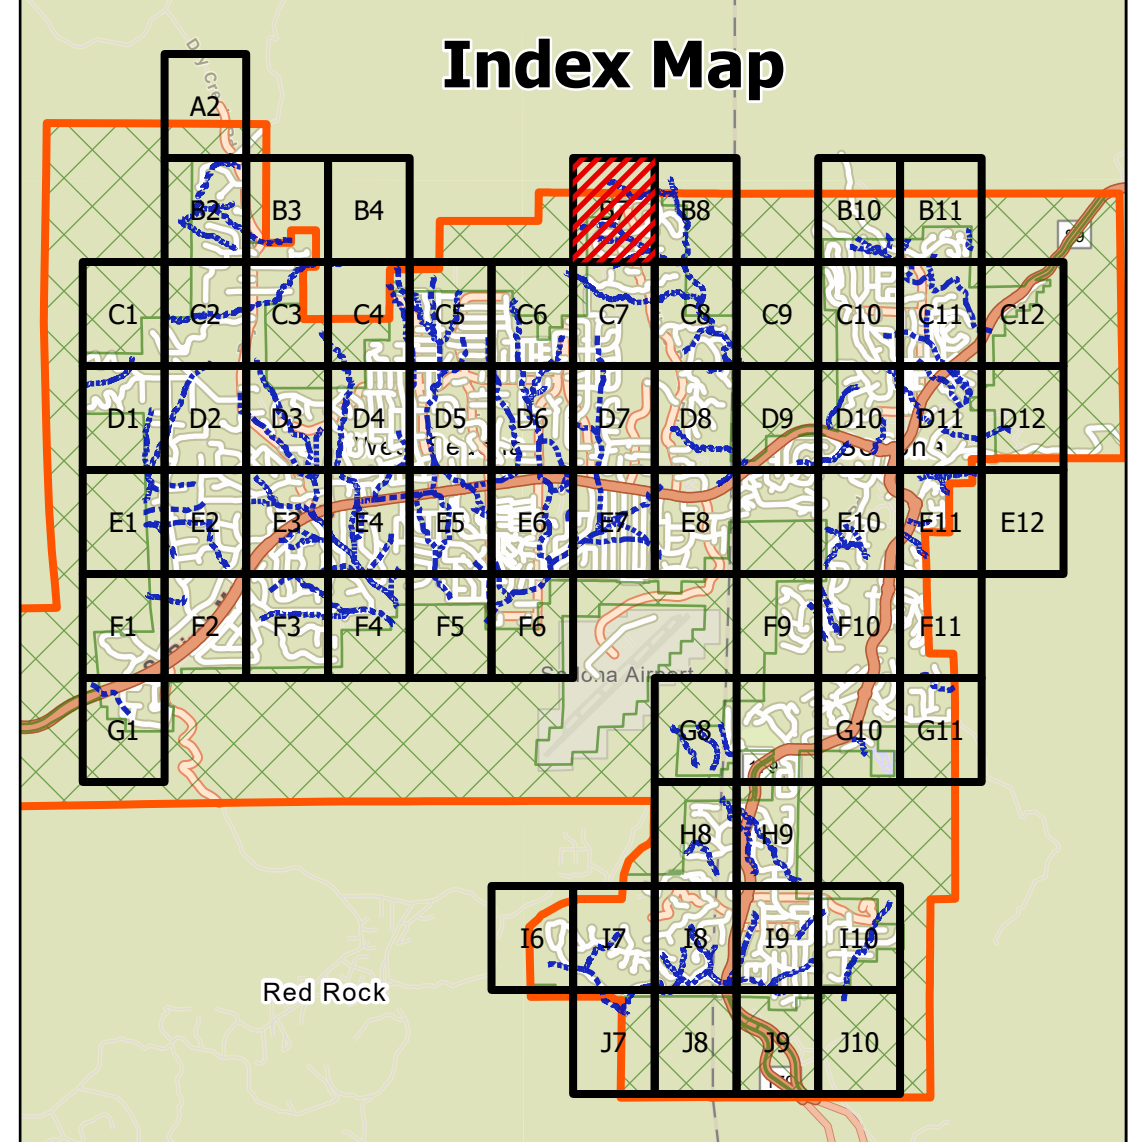 Index Map
A2
B2 B3 B4 B7 B8 B10 B11
C1 C2 C3 C4 C5 C6 C7 C8 C9 C10 C11 C12
D1 D2 D3 D4 D5 D6 D7 D8 D9 D10 D11 D12
E1 E2 E3 E4 E5 E6 E7 E8 E10 E11 E12
F1 F2 F3 F4 F5 F6 F9 F10 F11
Sedona Airport
G1 G8 G10 G11
H8 H9
I6 I7 I8 I9 I10
Red Rock
J7 J8 J9 J10